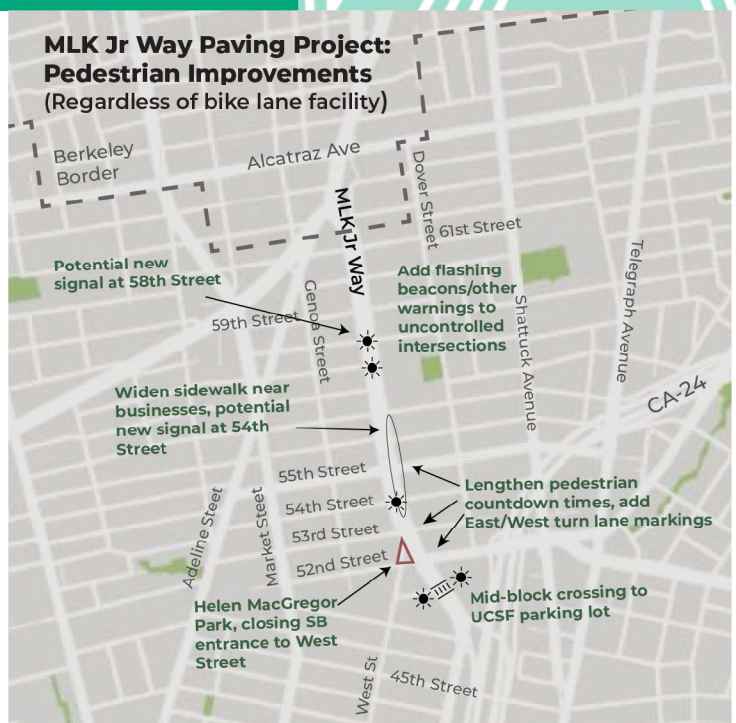 MLK Jr Way Paving Project:
Pedestrian Improvements
(Regardless of bike lane facility)
Berkeley
Border
Alcatraz Ave
Dover Street
MLK Jr Way
61st Street
Potential new
signal at 58th Street
Add flashing
beacons/other
warnings to
uncontrolled
intersections
Telegraph Avenue
Genoa Street
59th Street
Shattuck Avenue
CA-24
Widen sidewalk near
businesses, potential
new signal at 54th
Street
55th Street
54th Street
53rd Street
52nd Street
Lengthen pedestrian
countdown times, add
East/West turn lane markings
Adeline Steet
Market Street
Helen MacGregor
Park, closing SB
entrance to West
Street
Mid-block crossing to
UCSF parking lot
West St
45th Street